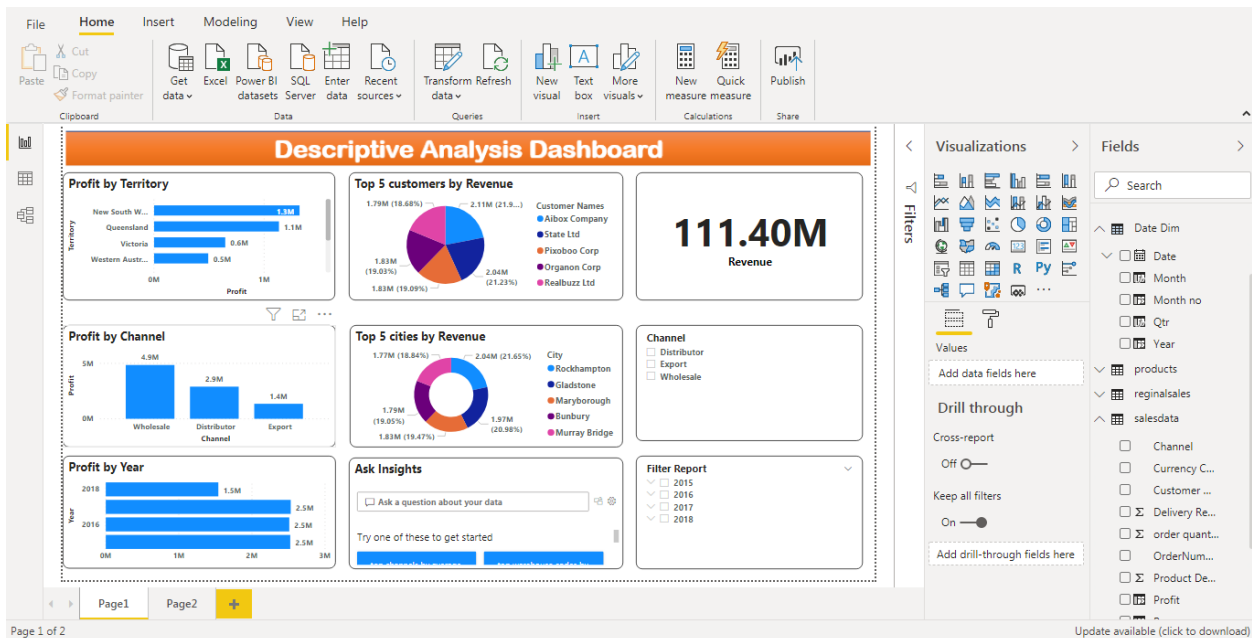 File Home Insert Modeling View Help
Paste
Cut
Copy
Format painter
Clipboard
Get data
Excel
Power BI datasets
SQL Server
Enter data
Recent sources
Data
Transform data
Refresh
Queries
New visual
Text box
More visuals
Insert
New measure
Quick measure
Calculations
Publish
Share
Descriptive Analysis Dashboard
Profit by Territory
Territory
New South W... 1.3M
Queensland 1.1M
Victoria 0.6M
Western Austr... 0.5M
0M 1M
Profit
Top 5 customers by Revenue
1.79M (18.68%)
2.11M (21.9...)
1.83M
(19.03%)
1.83M (19.09%)
2.04M
(21.23%)
Customer Names
Aibox Company
State Ltd
Pixoboo Corp
Organon Corp
Realbuzz Ltd
111.40M
Revenue
Profit by Channel
Profit
5M
0M
4.9M
2.9M
1.4M
Wholesale Distributor Export
Channel
Top 5 cities by Revenue
1.77M (18.84%)
2.04M (21.65%)
1.79M
(19.05%)
1.83M (19.47%)
1.97M
(20.98%)
City
Rockhampton
Gladstone
Maryborough
Bunbury
Murray Bridge
Channel
Distributor
Export
Wholesale
Profit by Year
Year
2018 1.5M
2.5M
2016 2.5M
2.5M
0M 1M 2M 3M
Ask Insights
Ask a question about your data
Try one of these to get started
Filter Report
2015
2016
2017
2018
Filters
Visualizations
R Py
123
Values
Add data fields here
Drill through
Cross-report
Off
Keep all filters
On
Add drill-through fields here
Fields
Search
Date Dim
Date
Month
Month no
Qtr
Year
products
reginalsales
salesdata
Channel
Currency C...
Customer ...
Σ Delivery Re...
Σ order quant...
OrderNum...
Σ Product De...
Profit
Page1 Page2 +
Page 1 of 2
Update available (click to download)